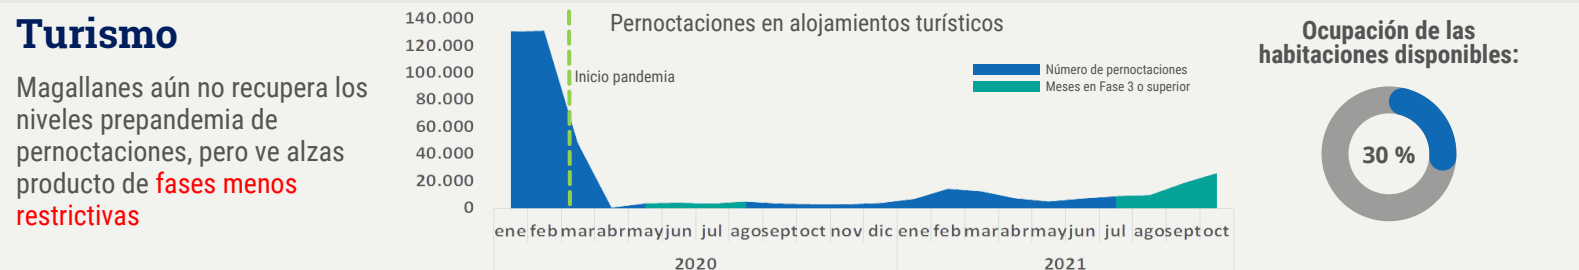 Turismo
Magallanes aún no recupera los
niveles prepandemia de
pernoctaciones, pero ve alzas
producto de fases menos
restrictivas
Pernoctaciones en alojamientos turísticos
140.000
120.000
100.000
80.000
60.000
40.000
20.000
0
Inicio pandemia
Número de pernoctaciones
Meses en Fase 3 o superior
ene feb mar abr may jun jul ago sept oct nov dic ene feb mar abr may jun jul ago sept oct
2020 2021
Ocupación de las
habitaciones disponibles:
30 %